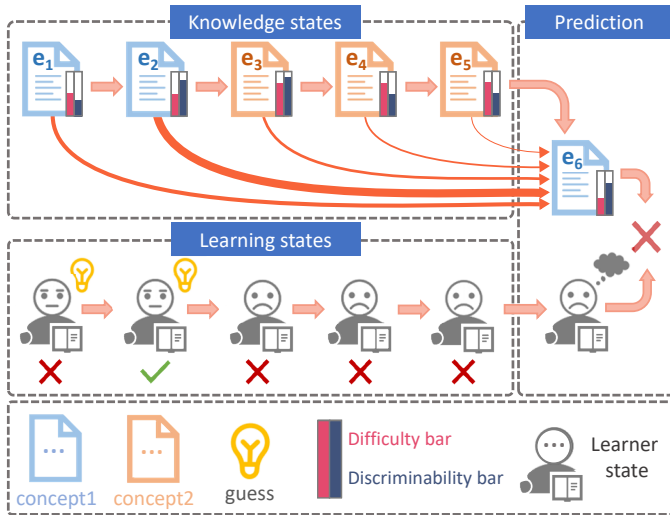 Knowledge states
Prediction
e1
e2
e3
e4
e5
e6
Learning states
...
concept1
...
concept2
guess
Difficulty bar
Discriminability bar
...
Learner
state